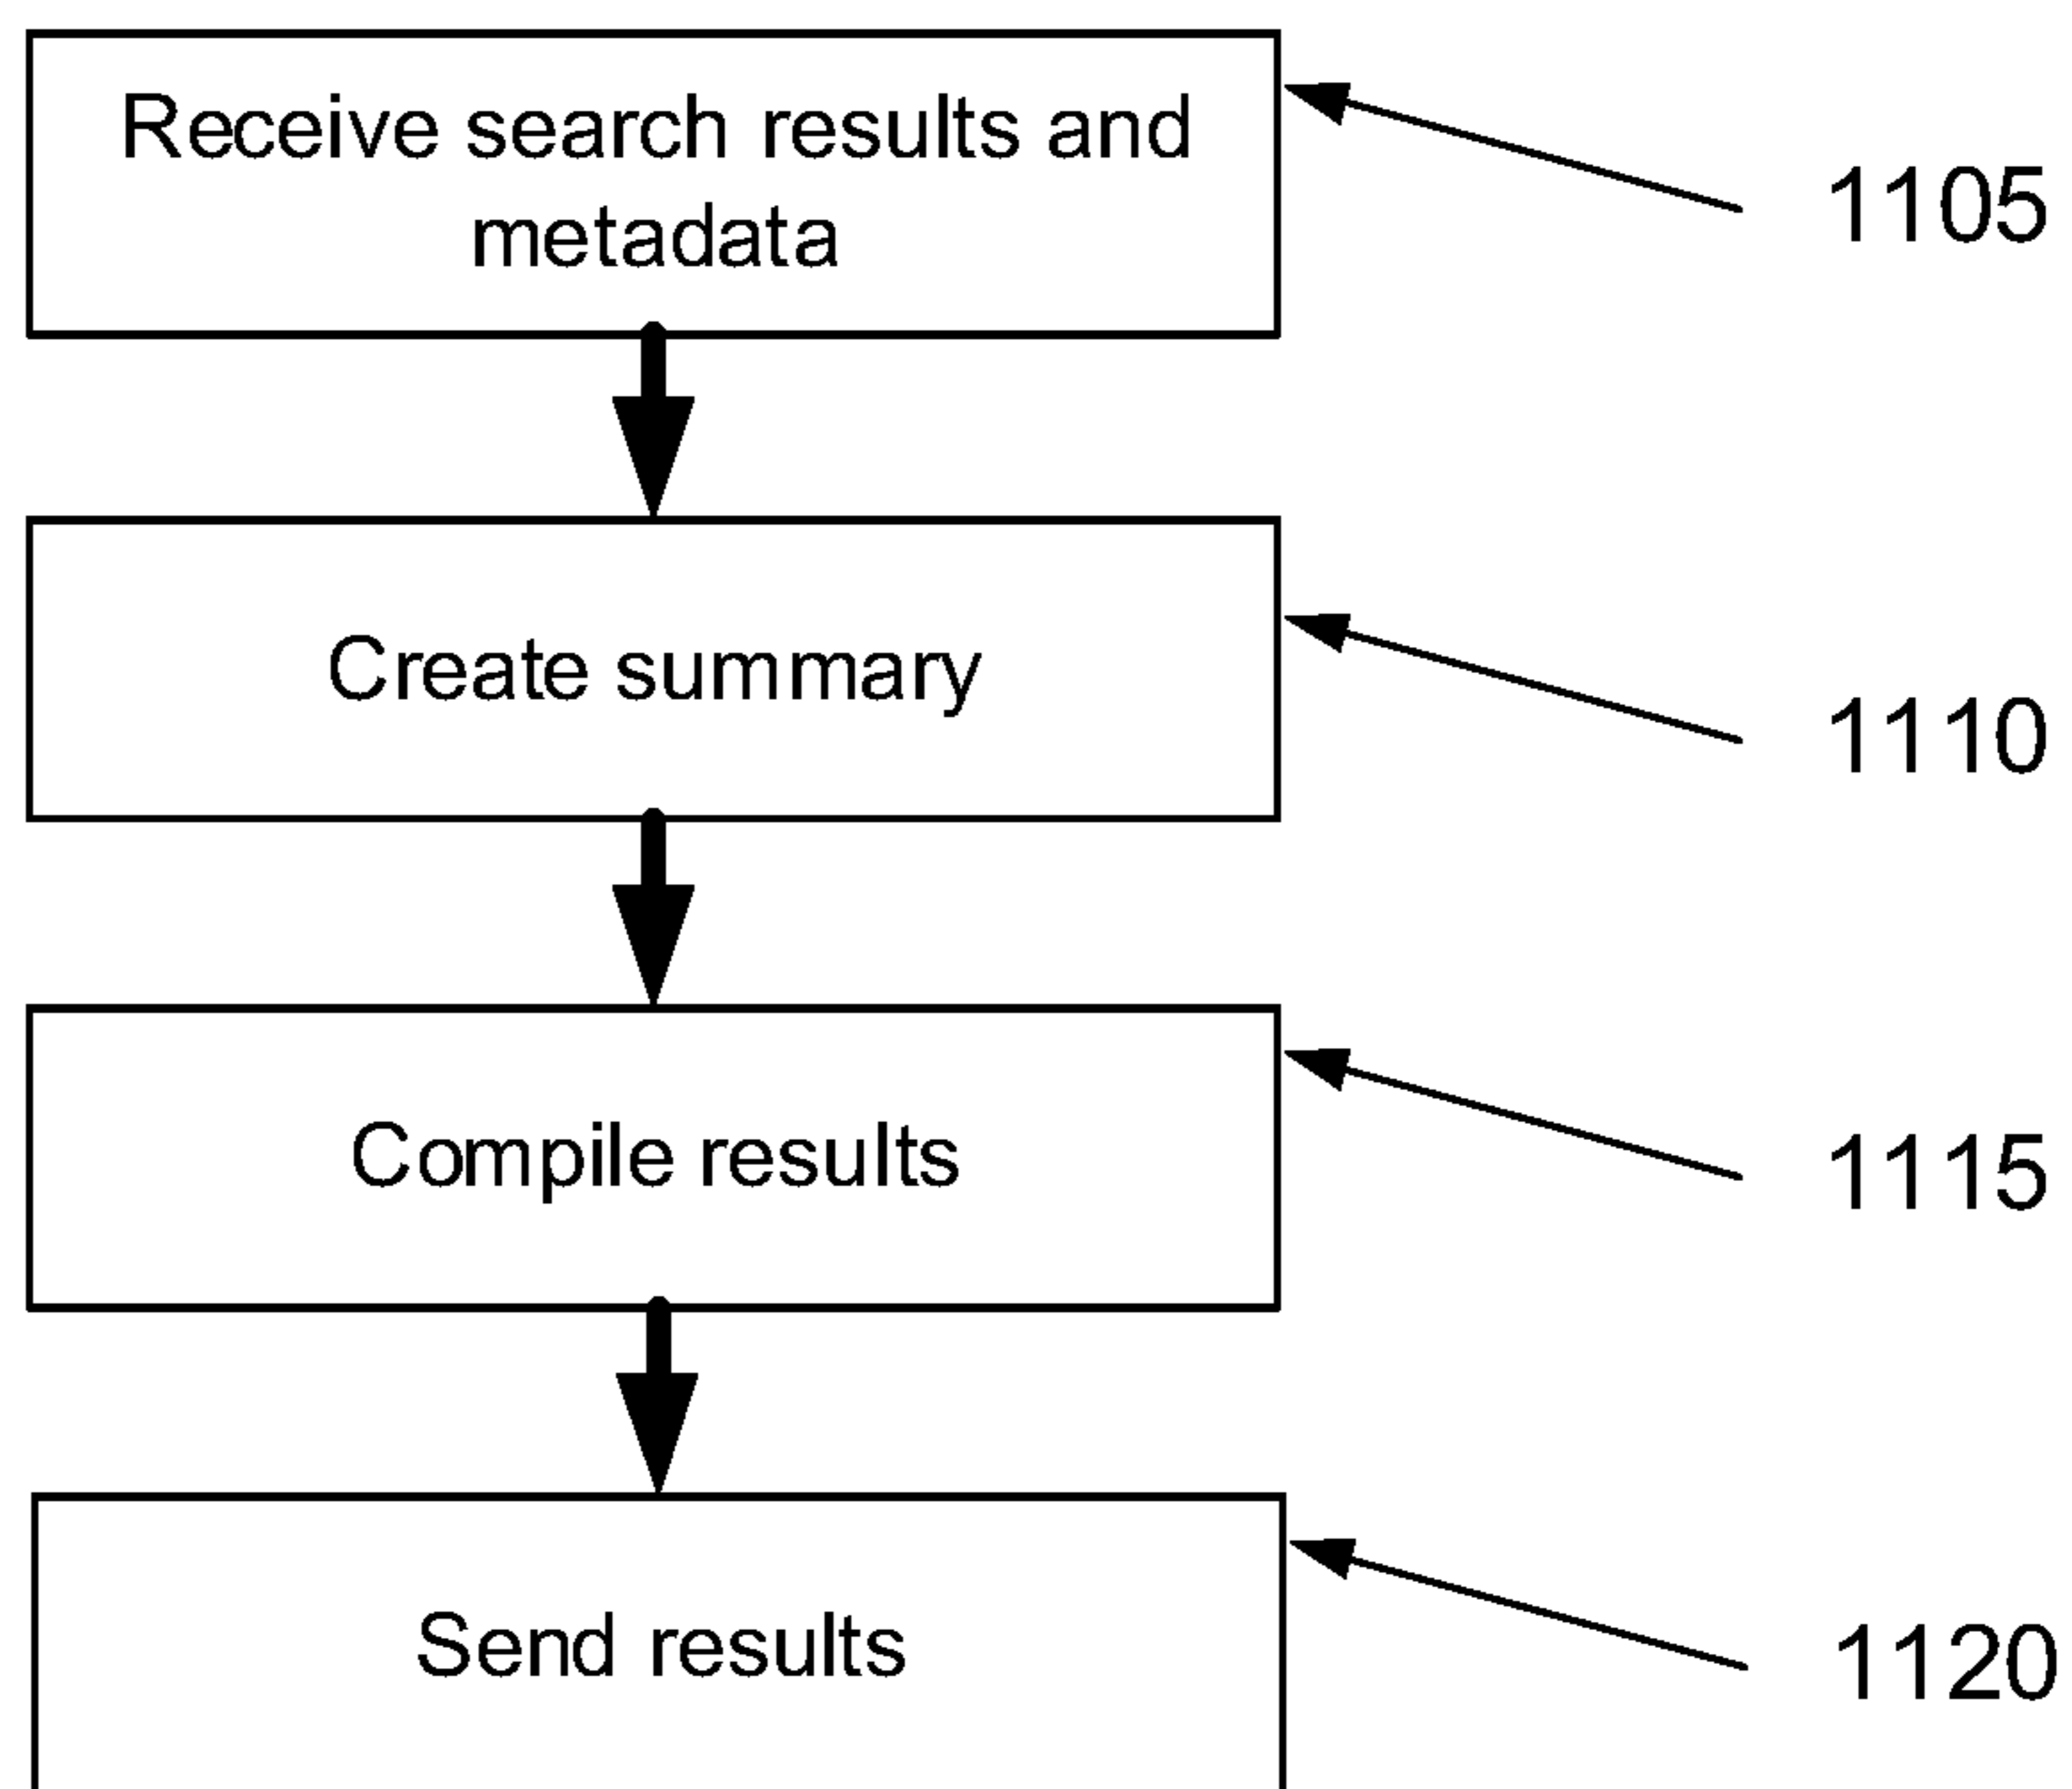 Receive search results and
metadata
1105
Create summary
1110
Compile results
1115
Send results
1120